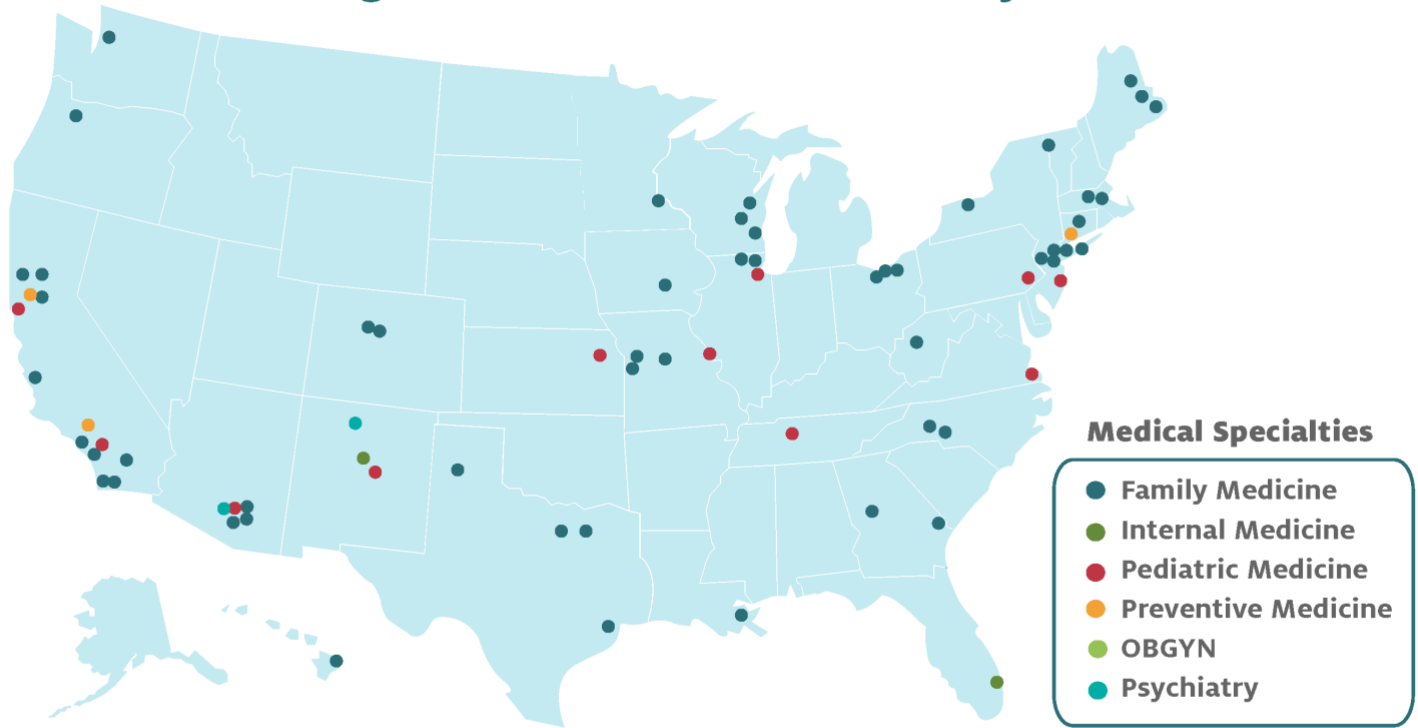 Medical Specialties
Family Medicine
Internal Medicine
Pediatric Medicine
Preventive Medicine
OBGYN
Psychiatry